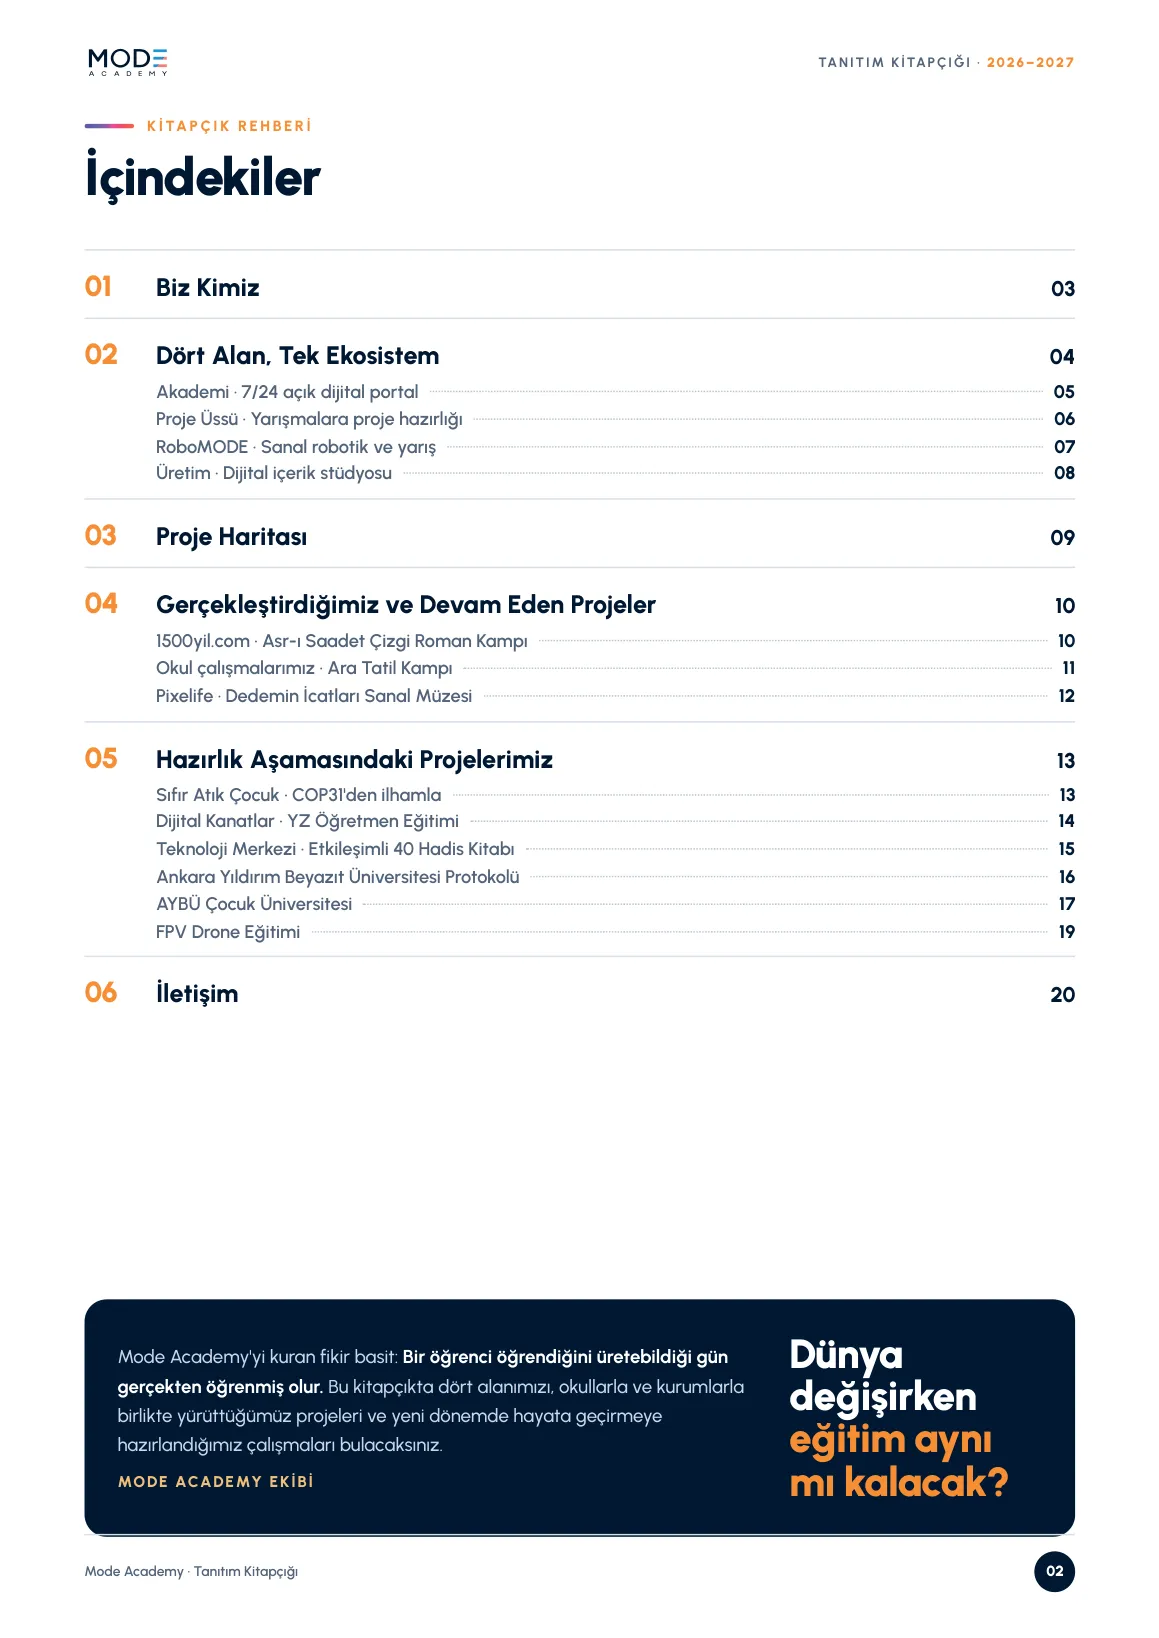 MODE
ACADEMY
TANITIM KİTAPÇIĞI · 2026–2027
KİTAPÇIK REHBERİ
İçindekiler
01 Biz Kimiz 03
02 Dört Alan, Tek Ekosistem 04
Akademi · 7/24 açık dijital portal 05
Proje Üssü · Yarışmalara proje hazırlığı 06
RoboMODE · Sanal robotik ve yarış 07
Üretim · Dijital içerik stüdyosu 08
03 Proje Haritası 09
04 Gerçekleştirdiğimiz ve Devam Eden Projeler 10
1500yil.com · Asr-ı Saadet Çizgi Roman Kampı 10
Okul çalışmalarımız · Ara Tatil Kampı 11
Pixelife · Dedemin İcatları Sanal Müzesi 12
05 Hazırlık Aşamasındaki Projelerimiz 13
Sıfır Atık Çocuk · COP31'den ilhamla 13
Dijital Kanatlar · YZ Öğretmen Eğitimi 14
Teknoloji Merkezi · Etkileşimli 40 Hadis Kitabı 15
Ankara Yıldırım Beyazıt Üniversitesi Protokolü 16
AYBÜ Çocuk Üniversitesi 17
FPV Drone Eğitimi 19
06 İletişim 20
Mode Academy'yi kuran fikir basit: Bir öğrenci öğrendiğini üretebildiği gün
gerçekten öğrenmiş olur. Bu kitapçıkta dört alanımızı, okullarla ve kurumlarla
birlikte yürüttüğümüz projeleri ve yeni dönemde hayata geçirmeye
hazırlandığımız çalışmaları bulacaksınız.
MODE ACADEMY EKİBİ
Dünya
değişirken
eğitim aynı
mı kalacak?
Mode Academy · Tanıtım Kitapçığı
02